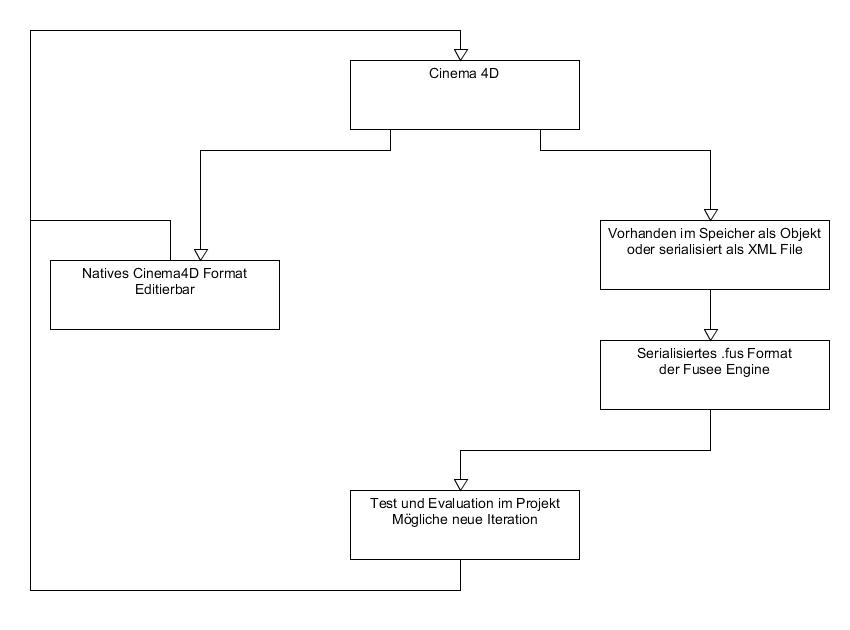 Cinema 4D
Vorhanden im Speicher als Objekt
oder serialisiert als XML File
Natives Cinema4D Format
Editierbar
Serialisiertes .fus Format
der Fusee Engine
Test und Evaluation im Projekt
Mögliche neue Iteration